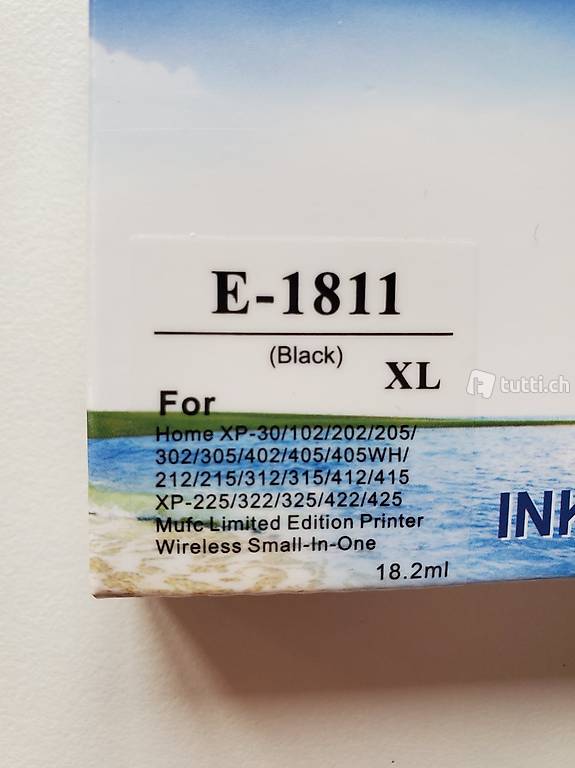 E-1811
(Black)
XL
tutti.ch
For
Home XP-30/102/202/205/
302/305/402/405/405WH/
212/215/312/315/412/415
XP-225/322/325/422/425
Mufc Limited Edition Printer
Wireless Small-In-One
18.2ml
INK